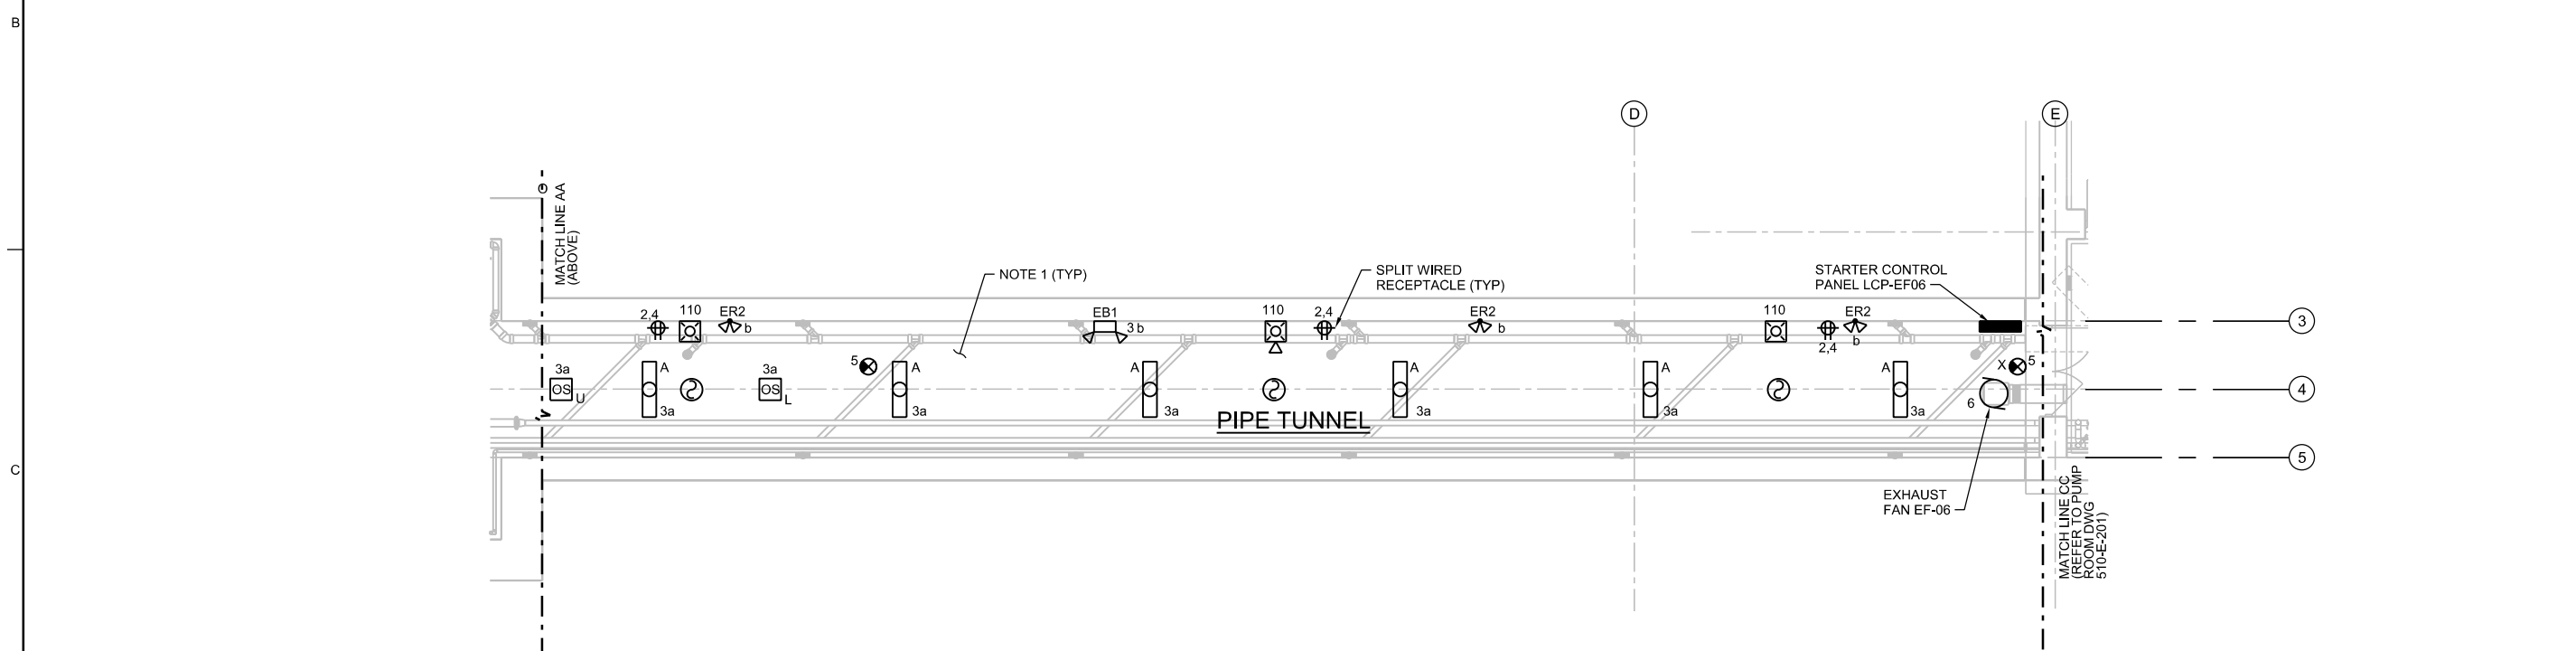 B
D
E
O
MATCH LINE AA
(ABOVE)
NOTE 1 (TYP)
SPLIT WIRED
RECEPTACLE (TYP)
STARTER CONTROL
PANEL LCP-EF06
2,4
110
ER2
b
EB1
3 b
110
2,4
ER2
b
110
2,4
ER2
b
3
3a
OS
U
A
3a
3a
OS
L
5
A
3a
A
3a
A
3a
A
3a
A
3a
X
5
6
4
PIPE TUNNEL
5
C
EXHAUST
FAN EF-06
MATCH LINE CC
(REFER TO PUMP
ROOM DWG
510-E-201)